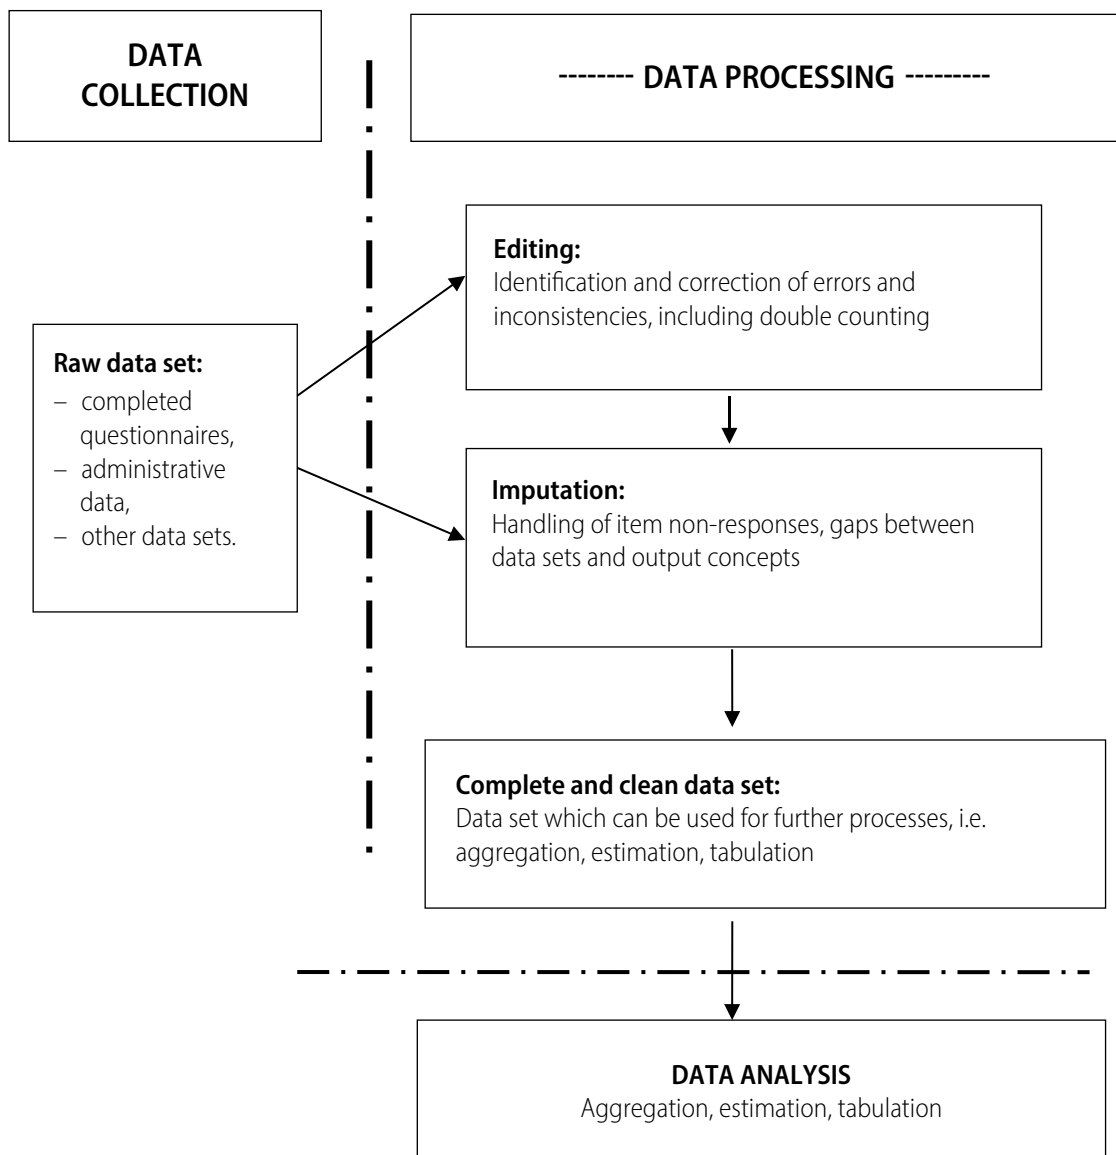 DATA
COLLECTION
-------- DATA PROCESSING ---------
Editing:
Identification and correction of errors and
inconsistencies, including double counting
Raw data set:
– completed
questionnaires,
– administrative
data,
– other data sets.
Imputation:
Handling of item non-responses, gaps between
data sets and output concepts
Complete and clean data set:
Data set which can be used for further processes, i.e.
aggregation, estimation, tabulation
DATA ANALYSIS
Aggregation, estimation, tabulation